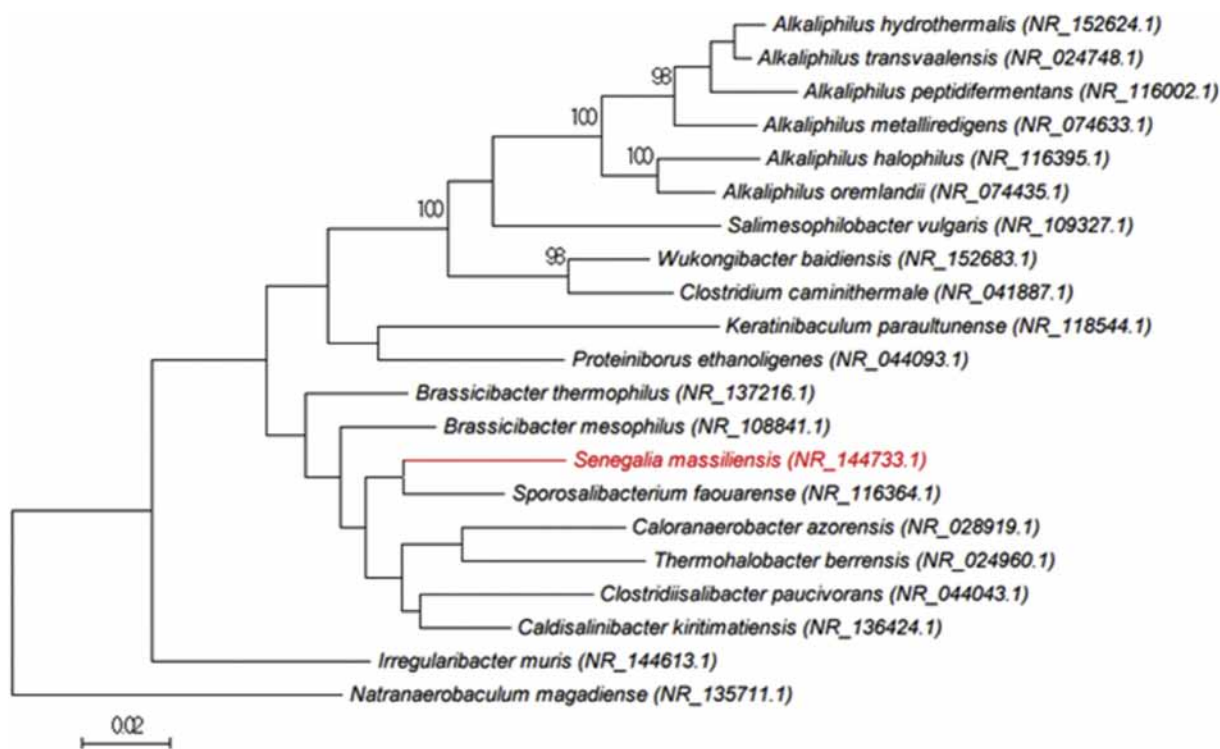 Alkaliphilus hydrothermalis (NR_152624.1)
Alkaliphilus transvaalensis (NR_024748.1)
98
Alkaliphilus peptidifermentans (NR_116002.1)
100
Alkaliphilus metalliredigens (NR_074633.1)
100
Alkaliphilus halophilus (NR_116395.1)
Alkaliphilus oremlandii (NR_074435.1)
100
Salimesophilobacter vulgaris (NR_109327.1)
98
Wukongibacter baidiensis (NR_152683.1)
Clostridium caminithermale (NR_041887.1)
Keratinibaculum paraultunense (NR_118544.1)
Proteiniborus ethanoligenes (NR_044093.1)
Brassicibacter thermophilus (NR_137216.1)
Brassicibacter mesophilus (NR_108841.1)
Senegalia massiliensis (NR_144733.1)
Sporosalibacterium faouarense (NR_116364.1)
Caloranaerobacter azorensis (NR_028919.1)
Thermohalobacter berrensis (NR_024960.1)
Clostridiisalibacter paucivorans (NR_044043.1)
Caldisalinibacter kiritimatiensis (NR_136424.1)
Irregularibacter muris (NR_144613.1)
Natranaerobaculum magadiense (NR_135711.1)
0.02